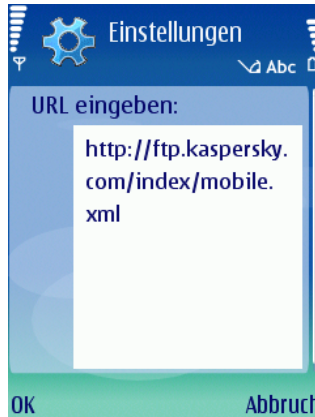 Einstellungen
Abc
URL eingeben:
http://ftp.kaspersky.
com/index/mobile.
xml
OK Abbruch